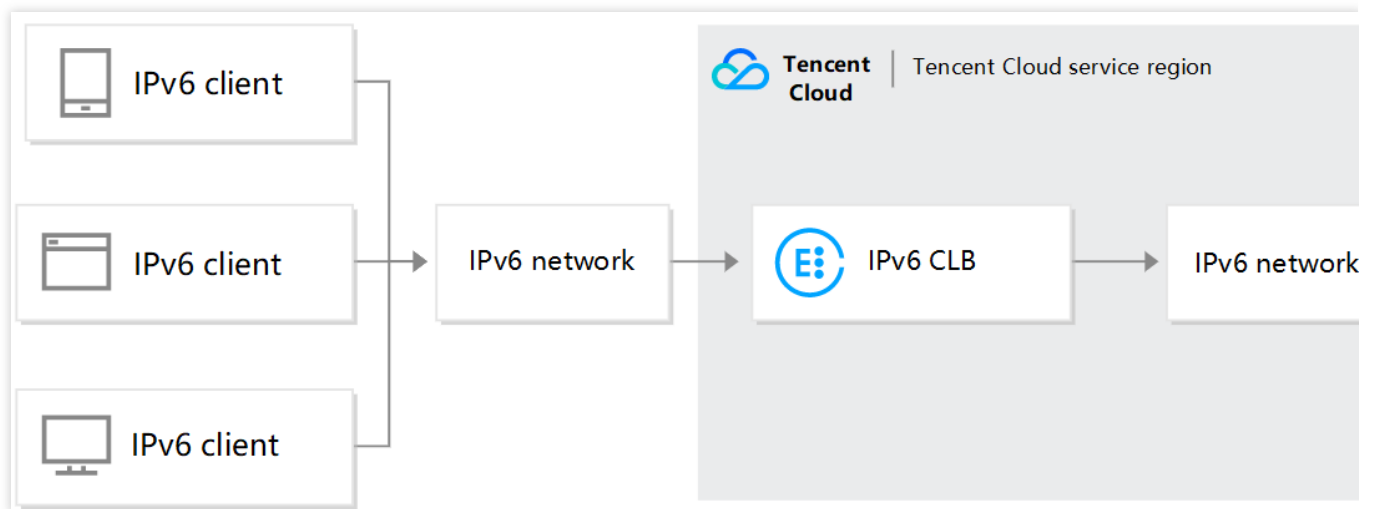 IPv6 client
Tencent
Cloud
Tencent Cloud service region
IPv6 client
IPv6 network
IPv6 CLB
IPv6 network
IPv6 client